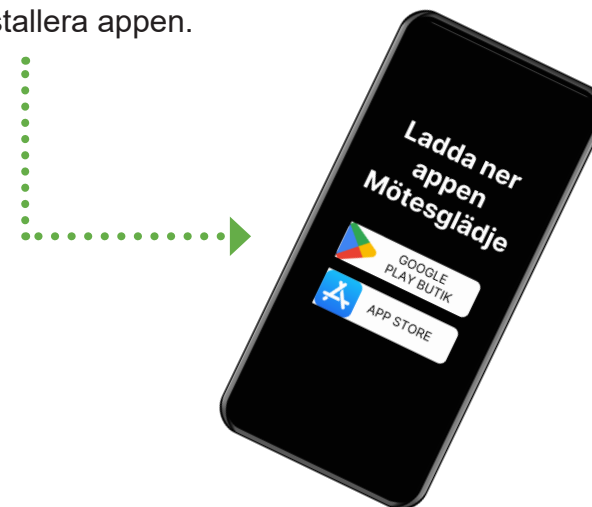 stallera appen.
Ladda ner
appen
Mötesglädje
GOOGLE
PLAY BUTIK
APP STORE